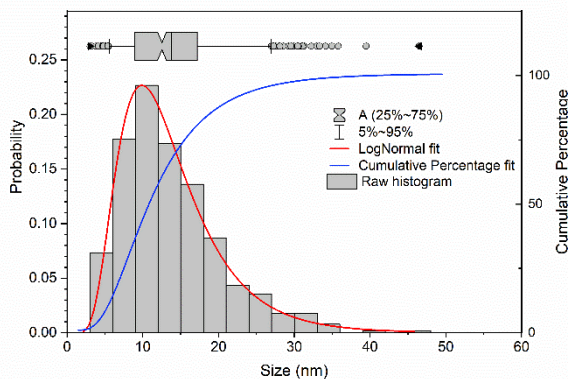 0.25
0.20
0.15
0.10
0.05
0.00
Probability
100
50
0
Cumulative Percentage
A (25%~75%)
5%~95%
LogNormal fit
Cumulative Percentage fit
Raw histogram
0 10 20 30 40 50 60
Size (nm)